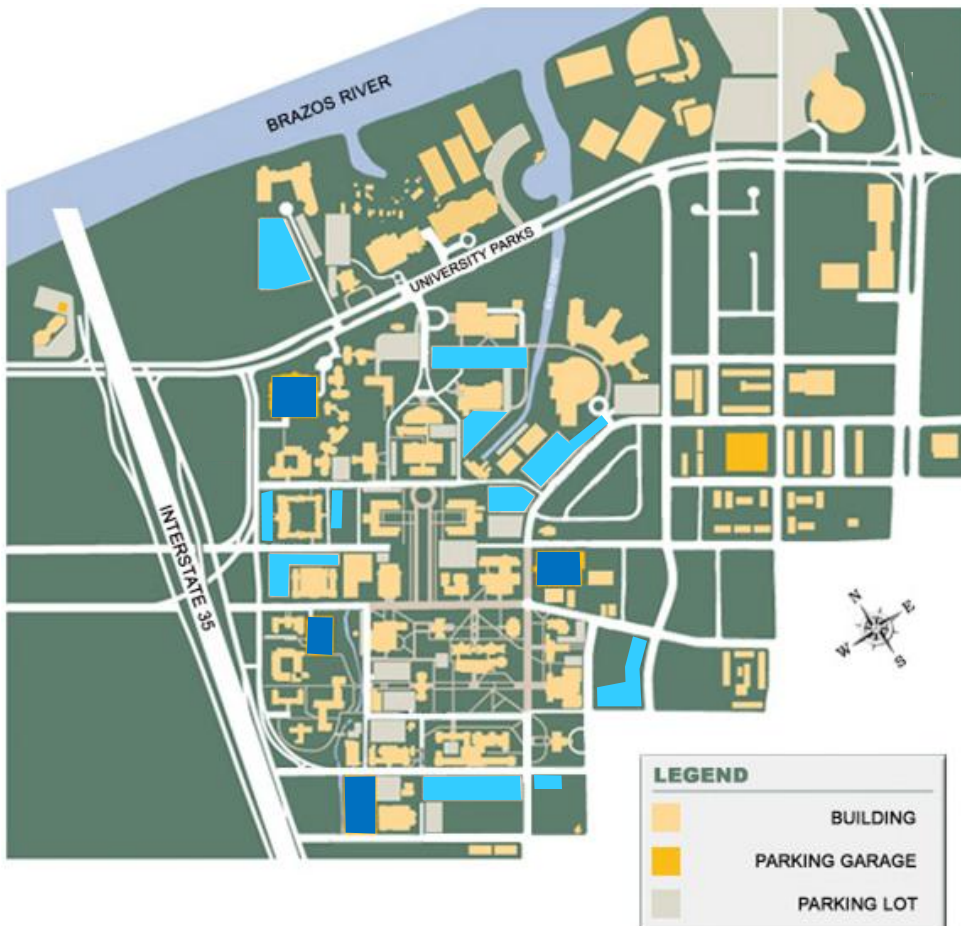 BRAZOS RIVER
UNIVERSITY PARKS
INTERSTATE 35
N
E
W
S
LEGEND
BUILDING
PARKING GARAGE
PARKING LOT